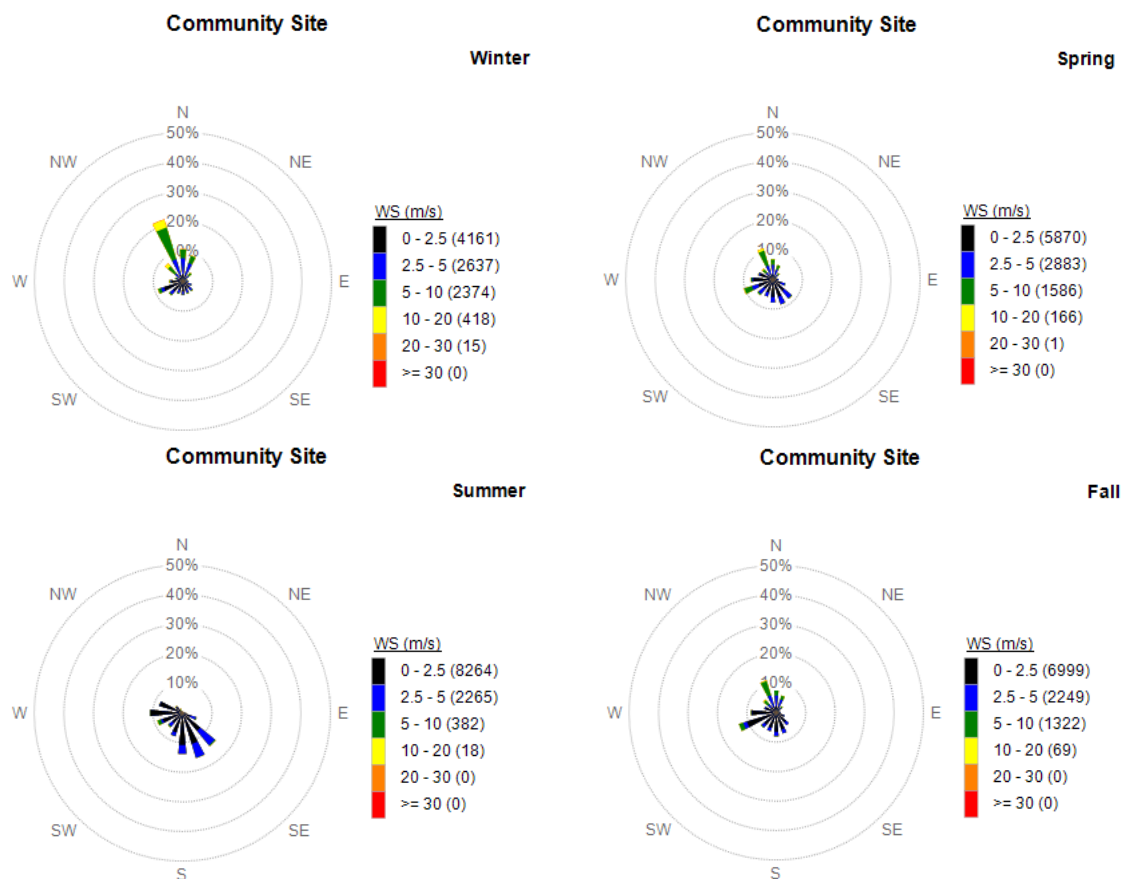 Community Site
Winter
N
50%
NW
NE
40%
30%
20%
0%
W
E
SW
SE
WS (m/s)
0 - 2.5 (4161)
2.5 - 5 (2637)
5 - 10 (2374)
10 - 20 (418)
20 - 30 (15)
>= 30 (0)
Community Site
Spring
N
50%
NW
NE
40%
30%
20%
10%
W
E
SW
SE
WS (m/s)
0 - 2.5 (5870)
2.5 - 5 (2883)
5 - 10 (1586)
10 - 20 (166)
20 - 30 (1)
>= 30 (0)
Community Site
Summer
N
50%
NW
NE
40%
30%
20%
10%
W
E
SW
SE
S
WS (m/s)
0 - 2.5 (8264)
2.5 - 5 (2265)
5 - 10 (382)
10 - 20 (18)
20 - 30 (0)
>= 30 (0)
Community Site
Fall
N
50%
NW
NE
40%
30%
20%
10%
W
E
SW
SE
WS (m/s)
0 - 2.5 (6999)
2.5 - 5 (2249)
5 - 10 (1322)
10 - 20 (69)
20 - 30 (0)
>= 30 (0)